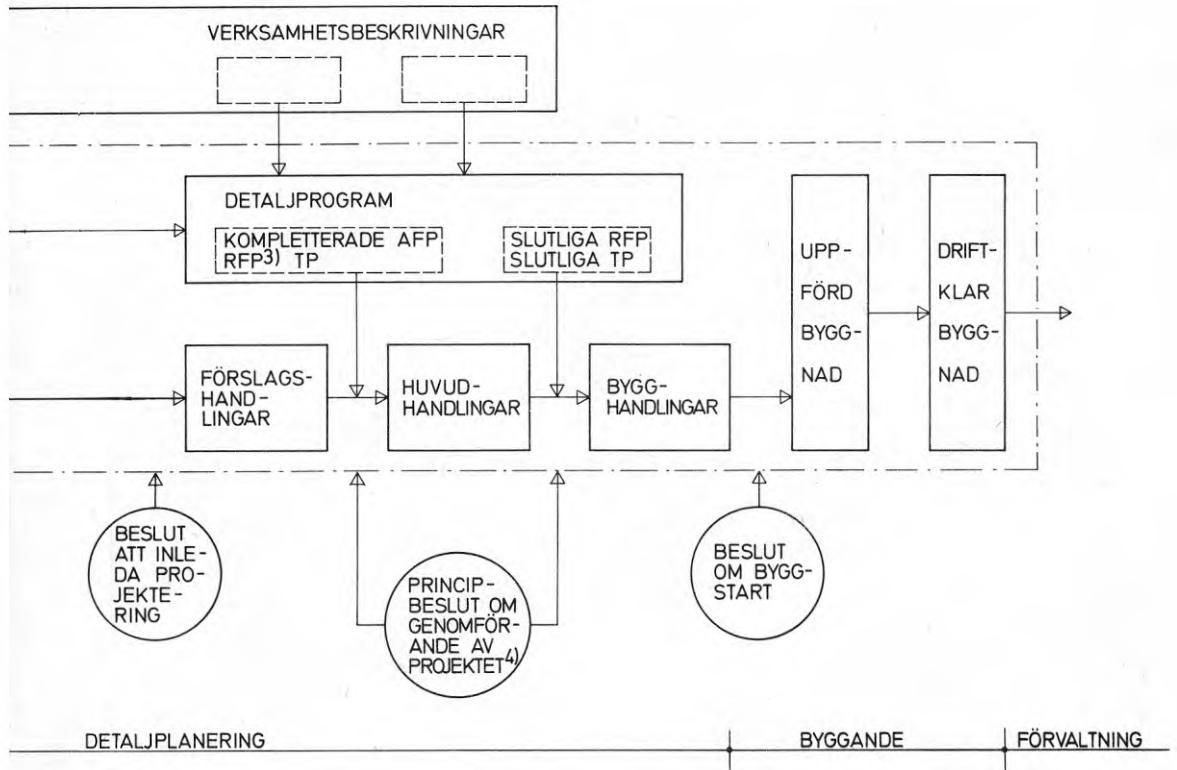 VERKSAMHETSBESKRIVNINGAR
DETALJPROGRAM
KOMPLETTERADE AFP
RFP3) TP
SLUTLIGA RFP
SLUTLIGA TP
UPP-
FÖRD
BYGG-
NAD
DRIFT-
KLAR
BYGG-
NAD
FÖRSLAGS-
HAND-
LINGAR
HUVUD-
HANDLINGAR
BYGG-
HANDLINGAR
BESLUT
ATT INLE-
DA PRO-
JEKTE-
RING
PRINCIP-
BESLUT OM
GENOMFÖR-
ANDE AV
PROJEKTET4)
BESLUT
OM BYGG-
START
DETALJPLANERING
BYGGANDE
FÖRVALTNING